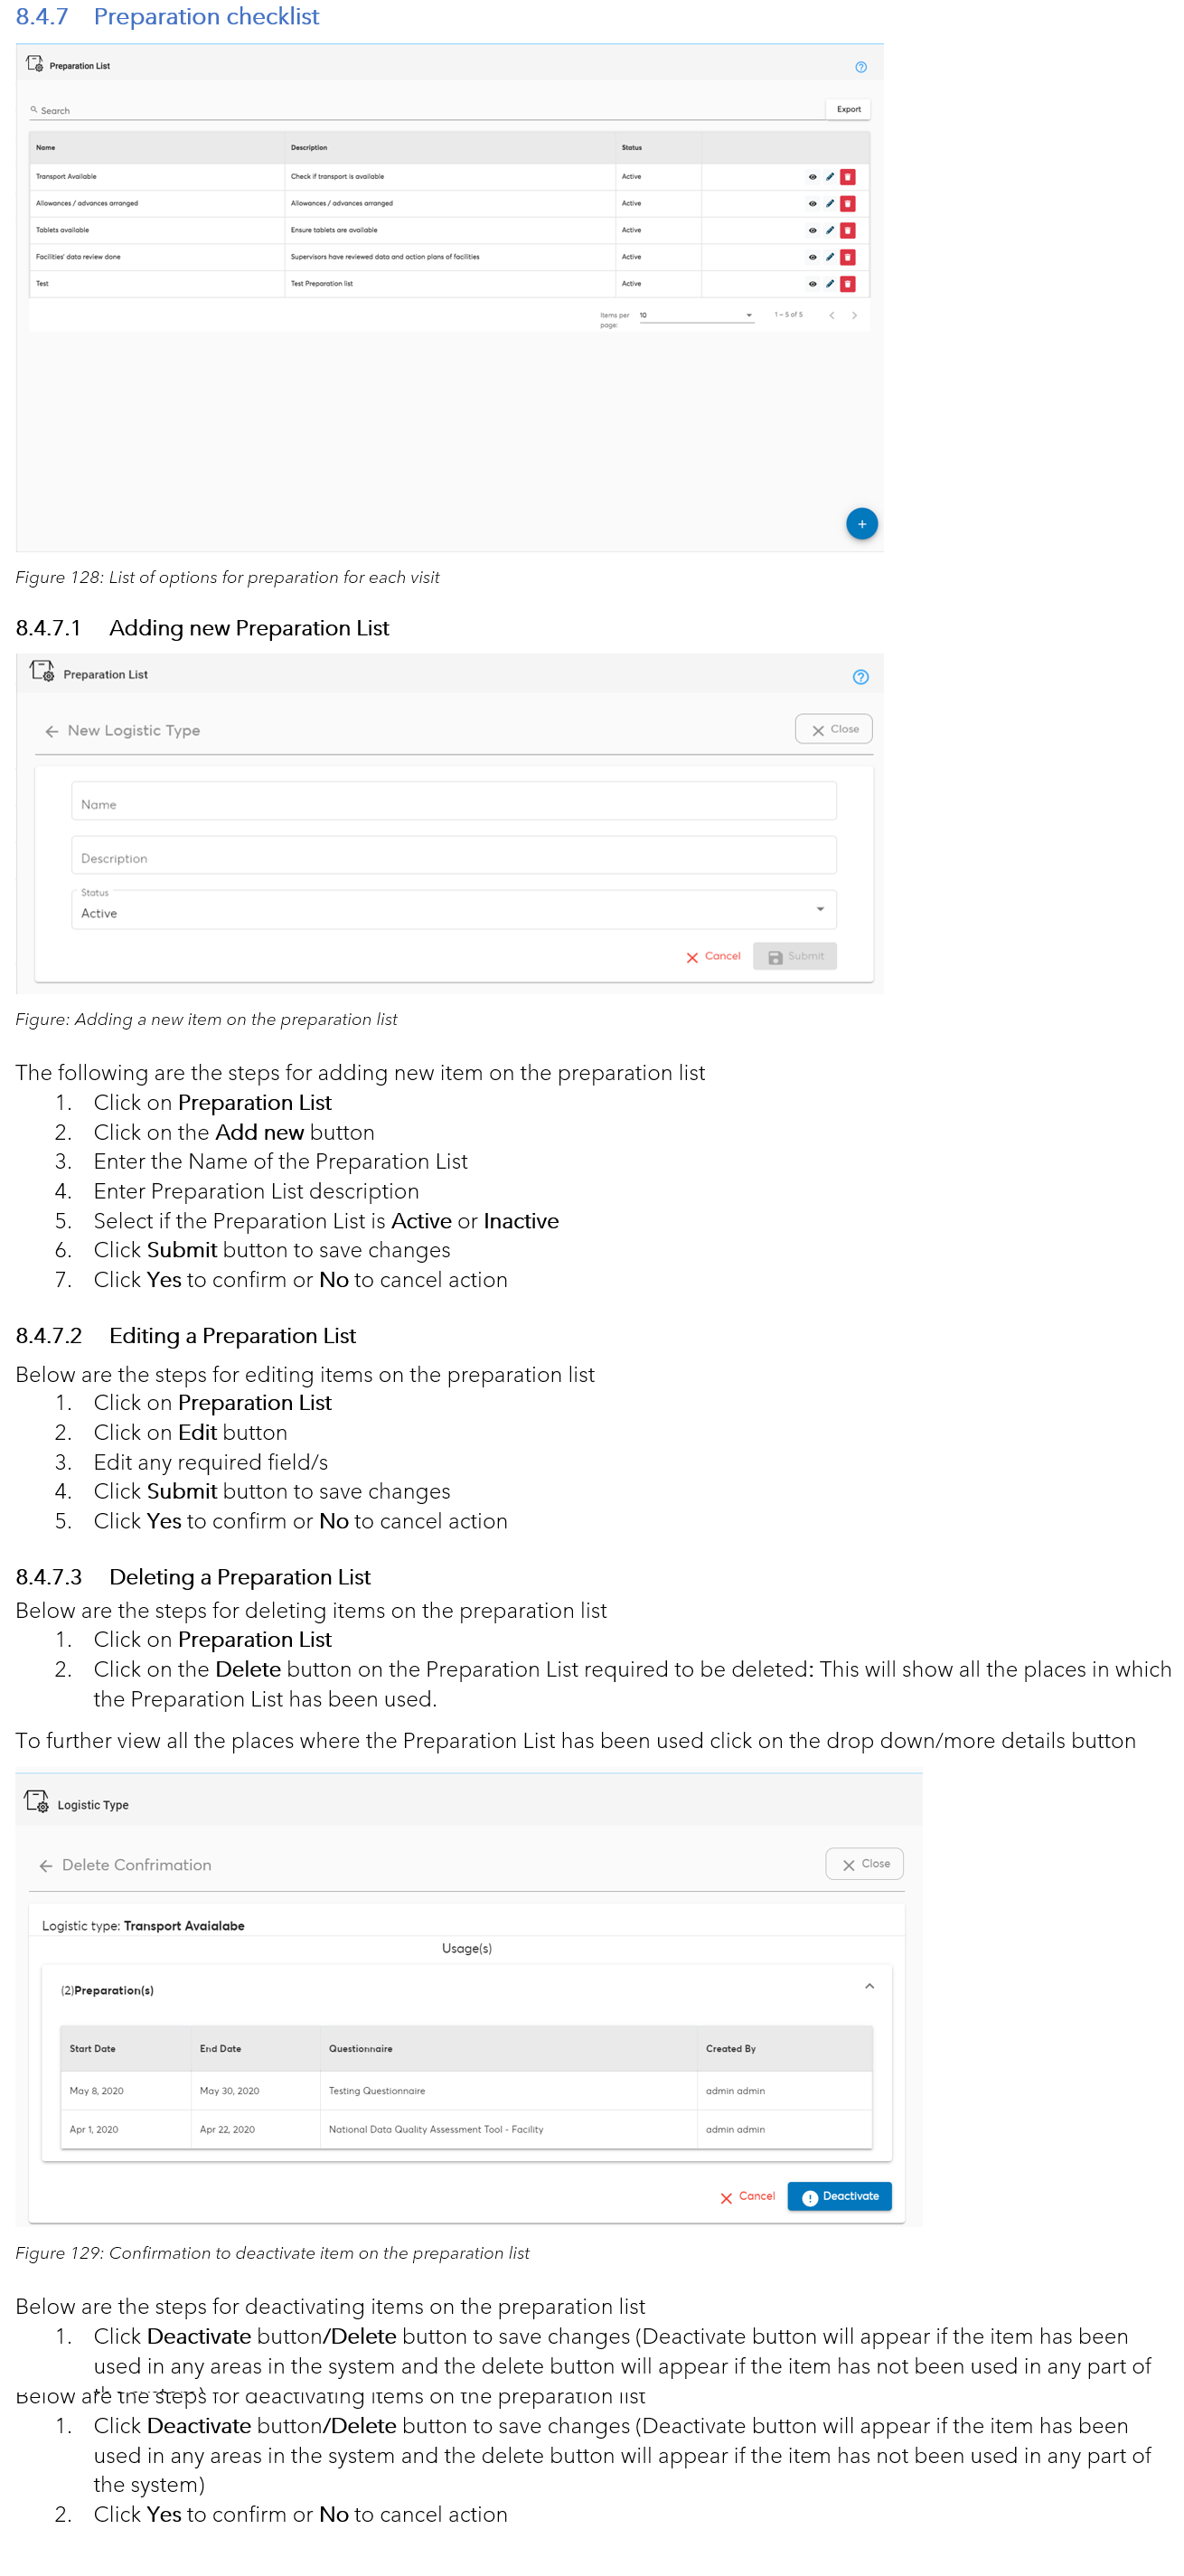 8.4.7 Preparation checklist
Preparation List
Search
Export
Name Description Status
Transport Available Check if transport is available Active
Allowances / advances arranged Allowances / advances arranged Active
Tablets available Ensure tablets are available Active
Facilities' data review done Supervisors have reviewed data and action plans of facilities Active
Test Test Preparation list Active
Items per page: 10 1 – 5 of 5
Figure 128: List of options for preparation for each visit
8.4.7.1 Adding new Preparation List
Preparation List
New Logistic Type
Close
Name
Description
Status
Active
Cancel Submit
Figure: Adding a new item on the preparation list
The following are the steps for adding new item on the preparation list
1. Click on Preparation List
2. Click on the Add new button
3. Enter the Name of the Preparation List
4. Enter Preparation List description
5. Select if the Preparation List is Active or Inactive
6. Click Submit button to save changes
7. Click Yes to confirm or No to cancel action
8.4.7.2 Editing a Preparation List
Below are the steps for editing items on the preparation list
1. Click on Preparation List
2. Click on Edit button
3. Edit any required field/s
4. Click Submit button to save changes
5. Click Yes to confirm or No to cancel action
8.4.7.3 Deleting a Preparation List
Below are the steps for deleting items on the preparation list
1. Click on Preparation List
2. Click on the Delete button on the Preparation List required to be deleted: This will show all the places in which
the Preparation List has been used.
To further view all the places where the Preparation List has been used click on the drop down/more details button
Logistic Type
Delete Confrimation
Close
Logistic type: Transport Avaialabe
Usage(s)
(2)Preparation(s)
Start Date End Date Questionnaire Created By
May 8, 2020 May 30, 2020 Testing Questionnaire admin admin
Apr 1, 2020 Apr 22, 2020 National Data Quality Assessment Tool - Facility admin admin
Cancel Deactivate
Figure 129: Confirmation to deactivate item on the preparation list
Below are the steps for deactivating items on the preparation list
1. Click Deactivate button/Delete button to save changes (Deactivate button will appear if the item has been
used in any areas in the system and the delete button will appear if the item has not been used in any part of
Below are the steps for deactivating items on the preparation list
1. Click Deactivate button/Delete button to save changes (Deactivate button will appear if the item has been
used in any areas in the system and the delete button will appear if the item has not been used in any part of
the system)
2. Click Yes to confirm or No to cancel action